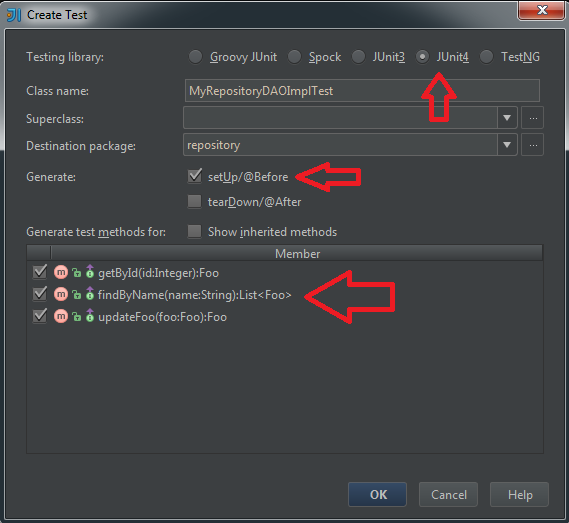 Create Test
Testing library: Groovy JUnit Spock JUnit3 JUnit4 TestNG
Class name: MyRepositoryDAOImplTest
Superclass:
Destination package: repository
Generate: setUp/@Before
tearDown/@After
Generate test methods for: Show inherited methods
Member
getById(id:Integer):Foo
findByName(name:String):List<Foo>
updateFoo(foo:Foo):Foo
OK Cancel Help